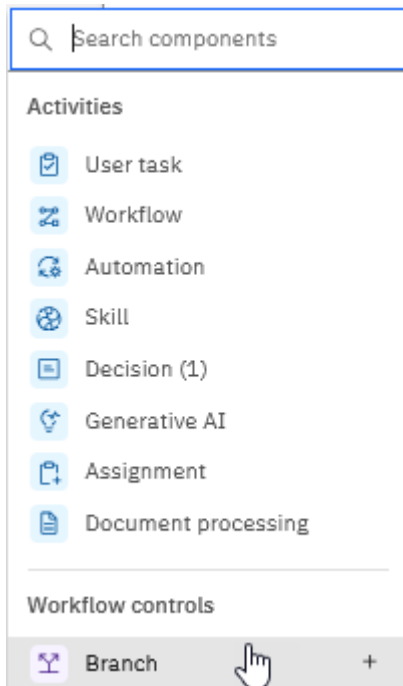 Search components
Activities
User task
Workflow
Automation
Skill
Decision (1)
Generative AI
Assignment
Document processing
Workflow controls
Branch +